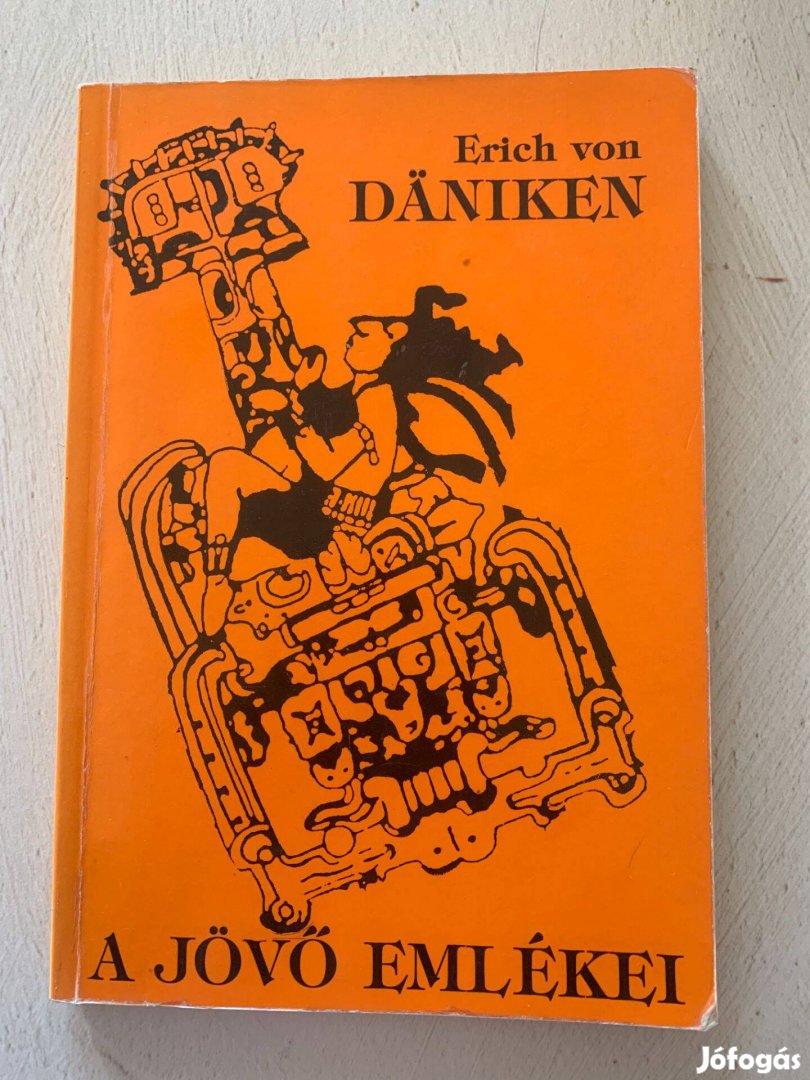 Erich von
DÄNIKEN
A JÖVŐ EMLÉKEI
Jófogás